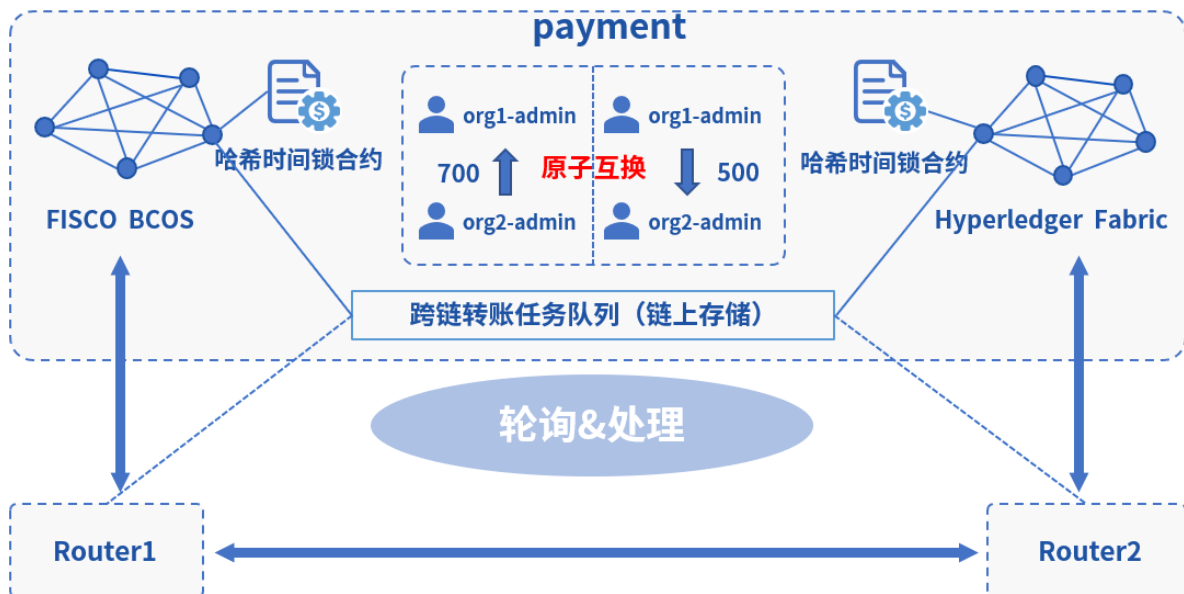 payment
org1-admin
org1-admin
哈希时间锁合约
700
原子互换
500
哈希时间锁合约
FISCO BCOS
org2-admin
org2-admin
Hyperledger Fabric
跨链转账任务队列（链上存储）
轮询&处理
Router1
Router2